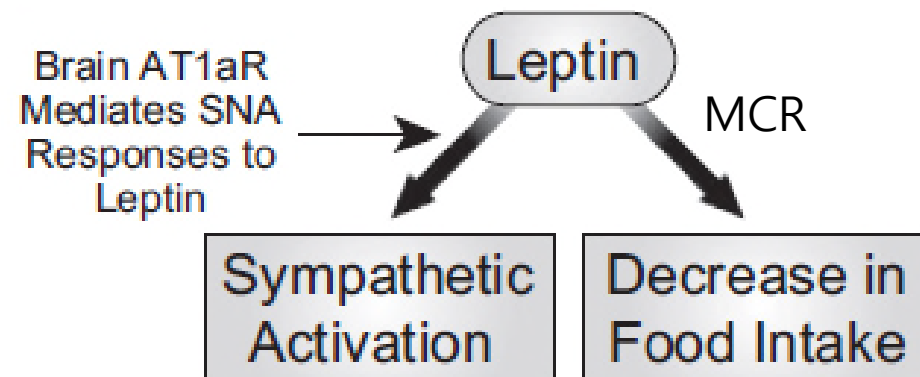 Brain AT1aR
Mediates SNA
Responses to
Leptin
Leptin
MCR
Sympathetic
Activation
Decrease in
Food Intake